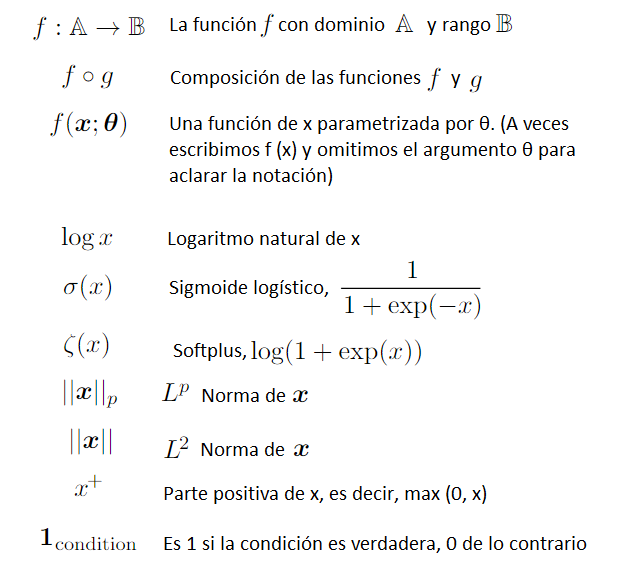 f : 𝔸 → 𝔹 La función f con dominio 𝔸 y rango 𝔹
f ∘ g Composición de las funciones f y g
f(x; θ) Una función de x parametrizada por θ. (A veces
escribimos f (x) y omitimos el argumento θ para
aclarar la notación)
log x Logaritmo natural de x
σ(x) Sigmoide logístico, 1 / (1 + exp(−x))
ζ(x) Softplus, log(1 + exp(x))
||x||_p L^p Norma de x
||x|| L^2 Norma de x
x^+ Parte positiva de x, es decir, max (0, x)
1_condition Es 1 si la condición es verdadera, 0 de lo contrario